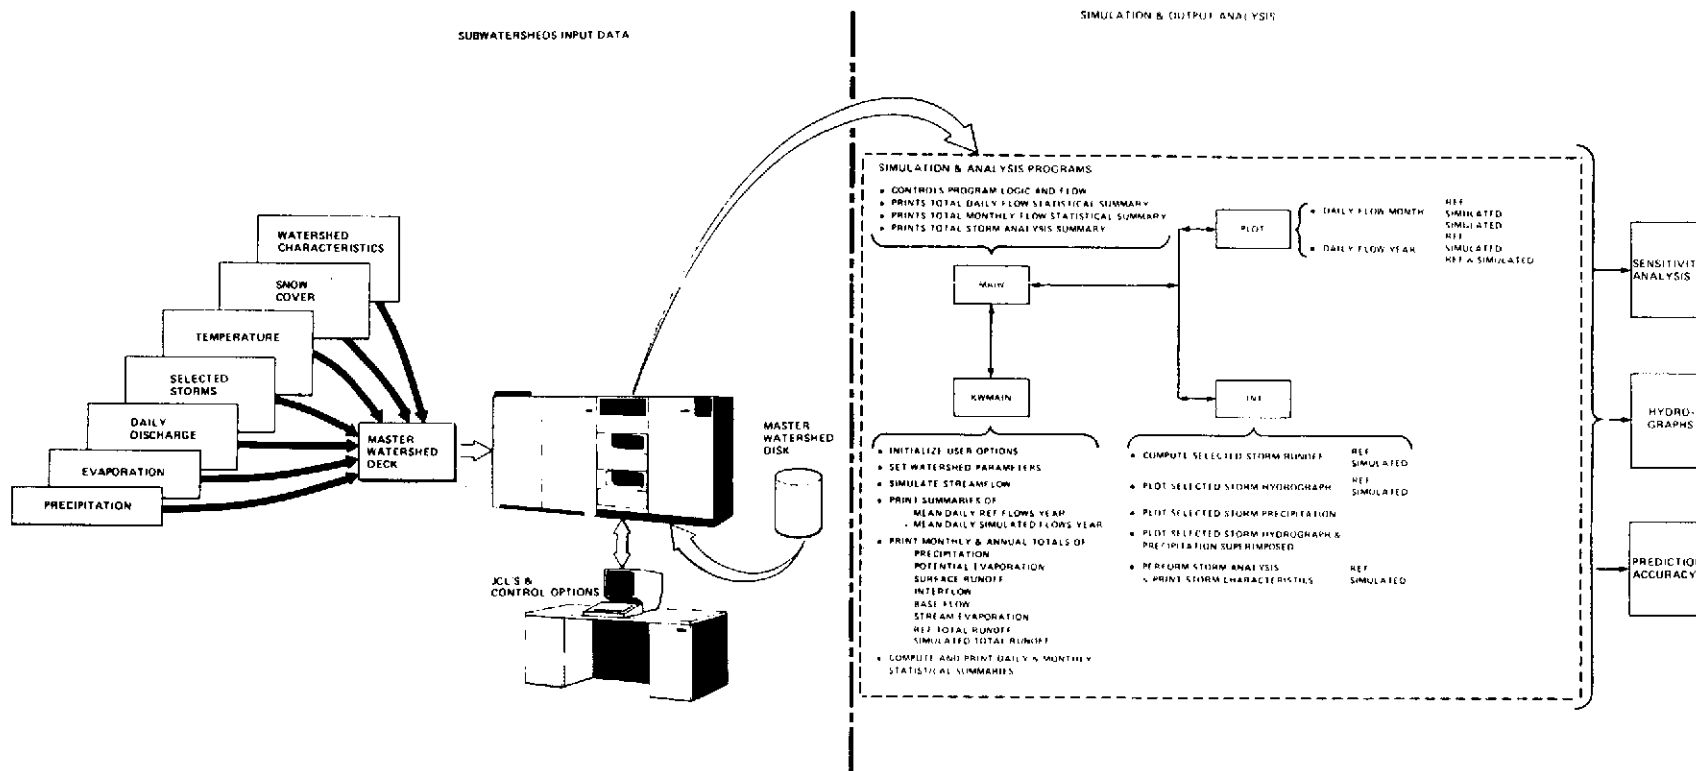 SUBWATERSHEDS INPUT DATA
SIMULATION & OUTPUT ANALYSIS
WATERSHED
CHARACTERISTICS
SNOW
COVER
TEMPERATURE
SELECTED
STORMS
DAILY
DISCHARGE
EVAPORATION
PRECIPITATION
MASTER
WATERSHED
DECK
MASTER
WATERSHED
DISK
JCL'S &
CONTROL OPTIONS
SIMULATION & ANALYSIS PROGRAMS
• CONTROLS PROGRAM LOGIC AND FLOW
• PRINTS TOTAL DAILY FLOW STATISTICAL SUMMARY
• PRINTS TOTAL MONTHLY FLOW STATISTICAL SUMMARY
• PRINTS TOTAL STORM ANALYSIS SUMMARY
MAIN
KWMAIN
PLOT
• DAILY FLOW MONTH REF
SIMULATED
SIMULATED
REF
• DAILY FLOW YEAR SIMULATED
REF & SIMULATED
INT
• INITIALIZE USER OPTIONS
• SET WATERSHED PARAMETERS
• SIMULATE STREAMFLOW
• PRINT SUMMARIES OF
MEAN DAILY REF FLOWS YEAR
• MEAN DAILY SIMULATED FLOWS YEAR
• PRINT MONTHLY & ANNUAL TOTALS OF
PRECIPITATION
POTENTIAL EVAPORATION
SURFACE RUNOFF
INTERFLOW
BASE FLOW
STREAM EVAPORATION
REF TOTAL RUNOFF
SIMULATED TOTAL RUNOFF
• COMPUTE AND PRINT DAILY & MONTHLY
STATISTICAL SUMMARIES
• COMPUTE SELECTED STORM RUNOFF REF
SIMULATED
• PLOT SELECTED STORM HYDROGRAPH REF
SIMULATED
• PLOT SELECTED STORM PRECIPITATION
• PLOT SELECTED STORM HYDROGRAPH &
PRECIPITATION SUPERIMPOSED
• PERFORM STORM ANALYSIS REF
& PRINT STORM CHARACTERISTICS SIMULATED
SENSITIVIT
ANALYSIS
HYDRO-
GRAPHS
PREDICTION
ACCURACY